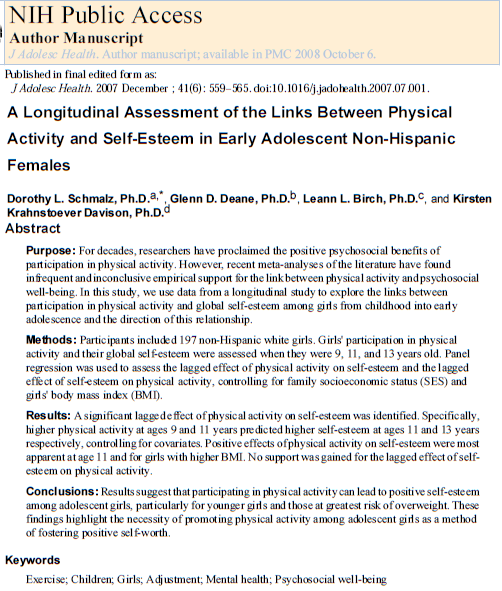 NIH Public Access
Author Manuscript
J Adolesc Health. Author manuscript; available in PMC 2008 October 6.
Published in final edited form as:
J Adolesc Health. 2007 December ; 41(6): 559–565. doi:10.1016/j.jadohealth.2007.07.001.
A Longitudinal Assessment of the Links Between Physical
Activity and Self-Esteem in Early Adolescent Non-Hispanic
Females
Dorothy L. Schmalz, Ph.D.a,*, Glenn D. Deane, Ph.D.b, Leann L. Birch, Ph.D.c, and Kirsten
Krahnstoever Davison, Ph.D.d
Abstract
Purpose: For decades, researchers have proclaimed the positive psychosocial benefits of
participation in physical activity. However, recent meta-analyses of the literature have found
infrequent and inconclusive empirical support for the link between physical activity and psychosocial
well-being. In this study, we use data from a longitudinal study to explore the links between
participation in physical activity and global self-esteem among girls from childhood into early
adolescence and the direction of this relationship.
Methods: Participants included 197 non-Hispanic white girls. Girls' participation in physical
activity and their global self-esteem were assessed when they were 9, 11, and 13 years old. Panel
regression was used to assess the lagged effect of physical activity on self-esteem and the lagged
effect of self-esteem on physical activity, controlling for family socioeconomic status (SES) and
girls' body mass index (BMI).
Results: A significant lagged effect of physical activity on self-esteem was identified. Specifically,
higher physical activity at ages 9 and 11 years predicted higher self-esteem at ages 11 and 13 years
respectively, controlling for covariates. Positive effects of physical activity on self-esteem were most
apparent at age 11 and for girls with higher BMI. No support was gained for the lagged effect of self-
esteem on physical activity.
Conclusions: Results suggest that participating in physical activity can lead to positive self-esteem
among adolescent girls, particularly for younger girls and those at greatest risk of overweight. These
findings highlight the necessity of promoting physical activity among adolescent girls as a method
of fostering positive self-worth.
Keywords
Exercise; Children; Girls; Adjustment; Mental health; Psychosocial well-being